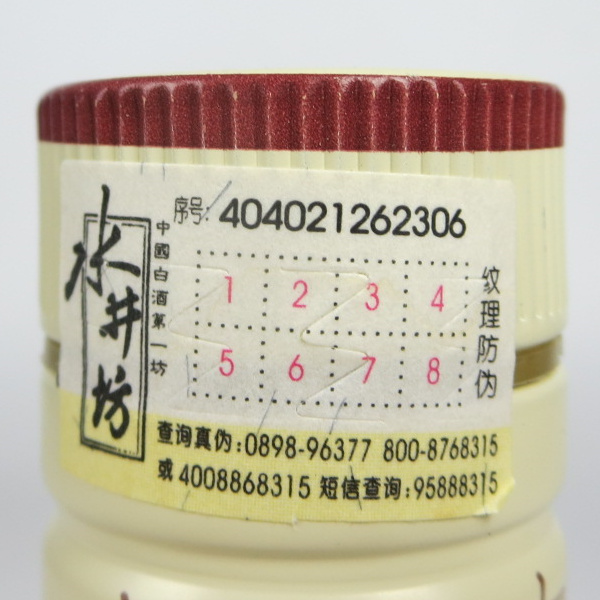 水井坊
中國白酒第一坊
序号: 404021262306
1 2 3 4
5 6 7 8
纹理防伪
查询真伪:0898-96377 800-8768315
或4008868315 短信查询:95888315